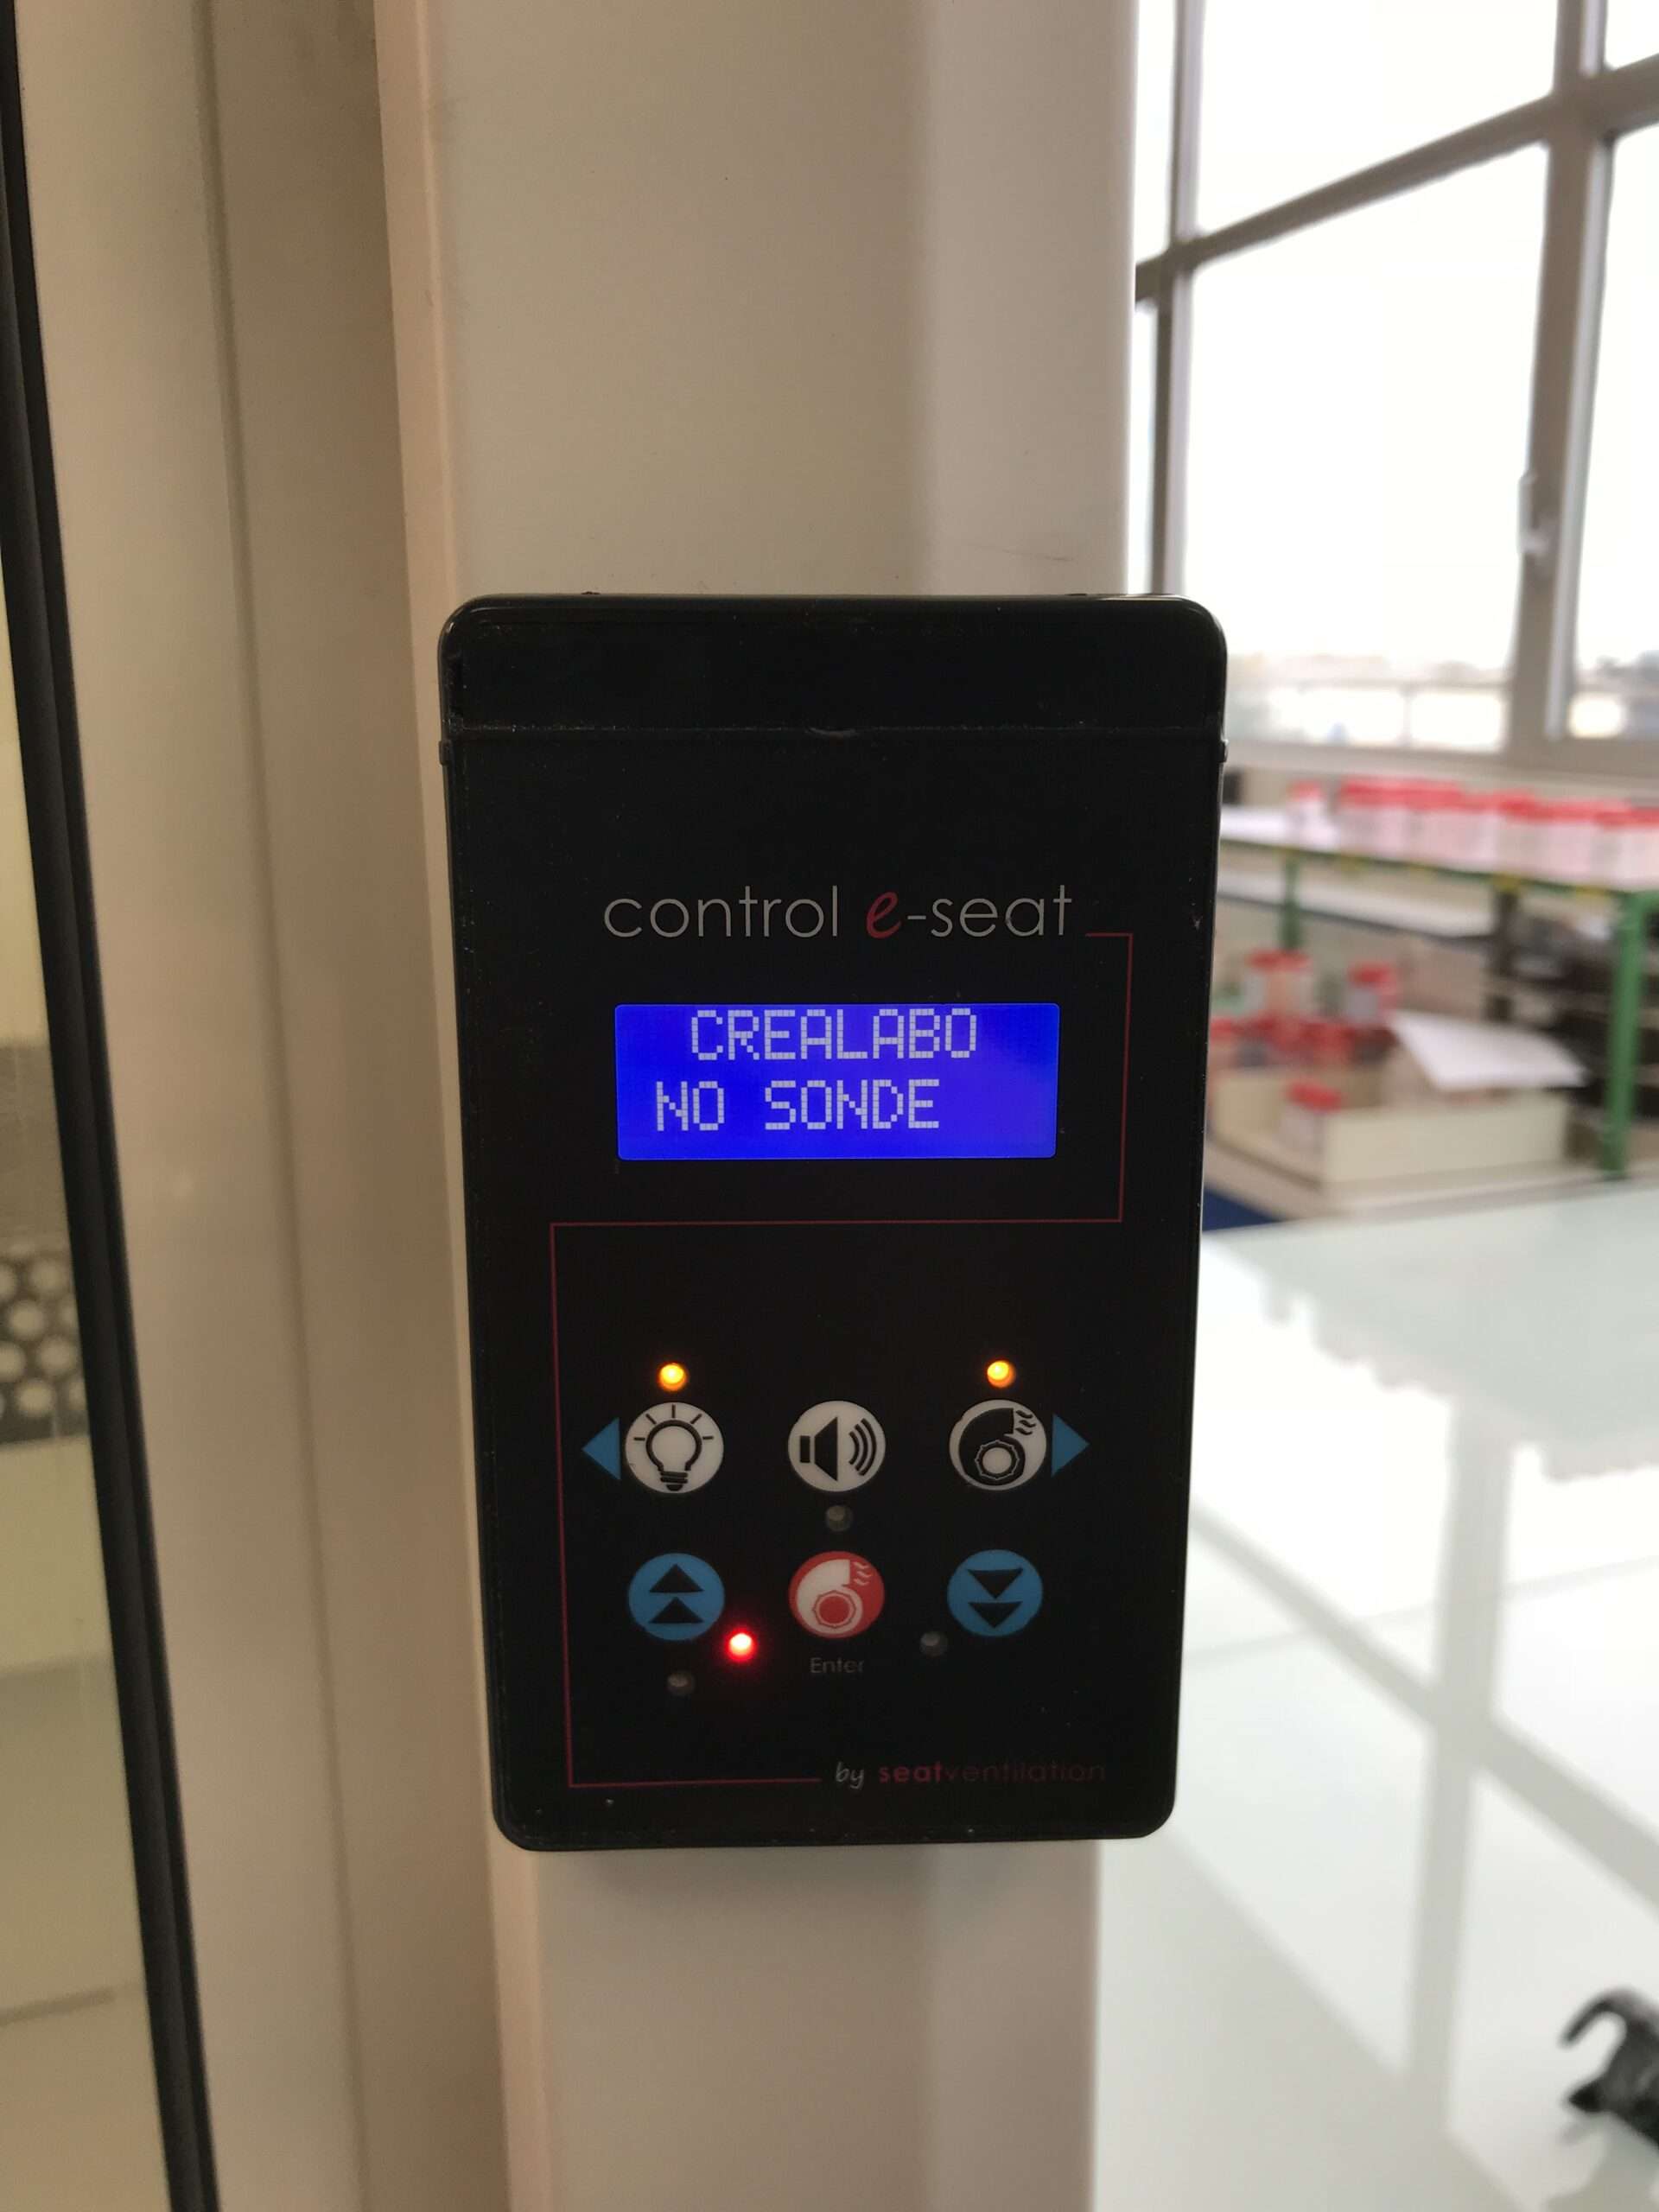 control e-seat
CREALABO
NO SONDE
Enter
by seatventilation